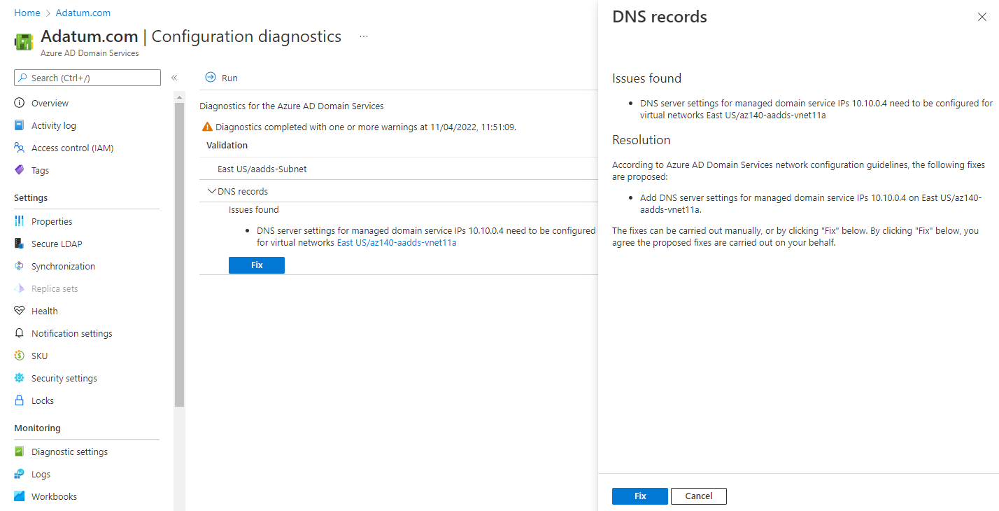 Home > Adatum.com
Adatum.com | Configuration diagnostics ...
Azure AD Domain Services
Search (Ctrl+/)
«
Overview
Activity log
Access control (IAM)
Tags
Settings
Properties
Secure LDAP
Synchronization
Replica sets
Health
Notification settings
SKU
Security settings
Locks
Monitoring
Diagnostic settings
Logs
Workbooks
Run
Diagnostics for the Azure AD Domain Services
Diagnostics completed with one or more warnings at 11/04/2022, 11:51:09.
Validation
East US/aadds-Subnet
DNS records
Issues found
• DNS server settings for managed domain service IPs 10.10.0.4 need to be configured
for virtual networks East US/az140-aadds-vnet11a
Fix
DNS records
Issues found
• DNS server settings for managed domain service IPs 10.10.0.4 need to be configured for
virtual networks East US/az140-aadds-vnet11a
Resolution
According to Azure AD Domain Services network configuration guidelines, the following fixes
are proposed:
• Add DNS server settings for managed domain service IPs 10.10.0.4 on East US/az140-
aadds-vnet11a.
The fixes can be carried out manually, or by clicking "Fix" below. By clicking "Fix" below, you
agree the proposed fixes are carried out on your behalf.
Fix
Cancel